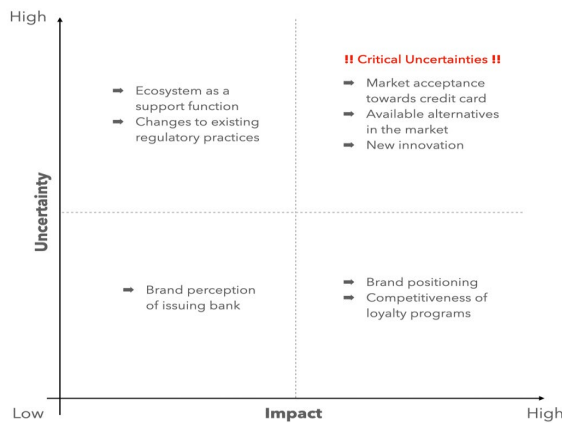 High
!! Critical Uncertainties !!
➡ Ecosystem as a
support function
➡ Changes to existing
regulatory practices
➡ Market acceptance
towards credit card
➡ Available alternatives
in the market
➡ New innovation
Uncertainty
➡ Brand perception
of issuing bank
➡ Brand positioning
➡ Competitiveness of
loyalty programs
Low
Impact
High